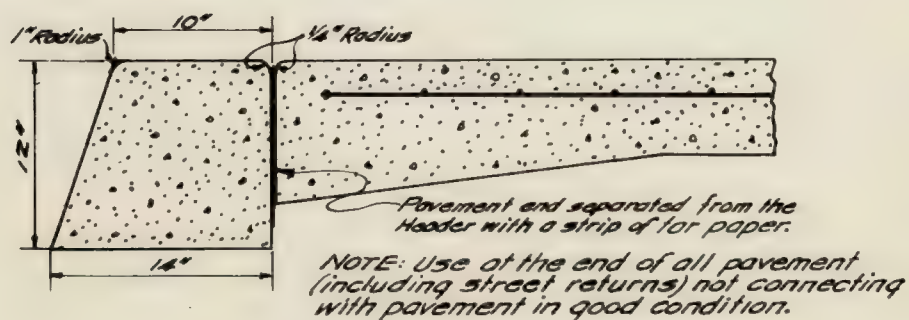 10"
1" Radius
1/4" Radius
12"
14"
Pavement end separated from the
Header with a strip of tar paper.
NOTE: Use at the end of all pavement
(including street returns) not connecting
with pavement in good condition.